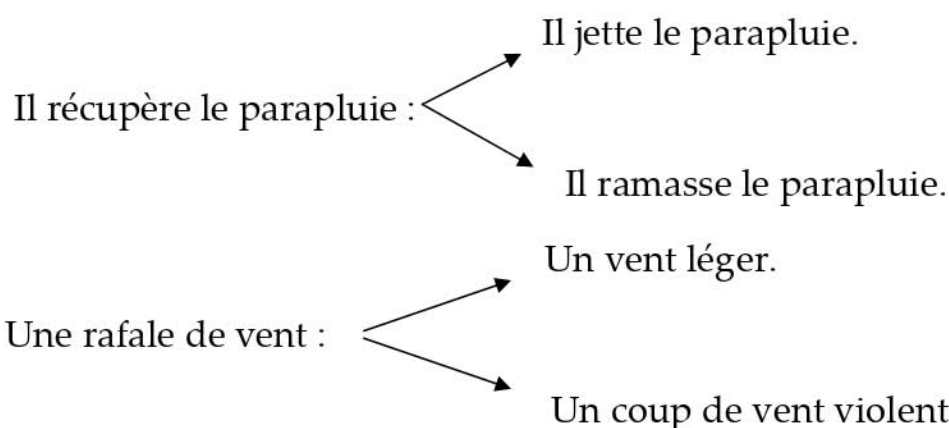 Il jette le parapluie.
Il récupère le parapluie :
Il ramasse le parapluie.
Un vent léger.
Une rafale de vent :
Un coup de vent violent